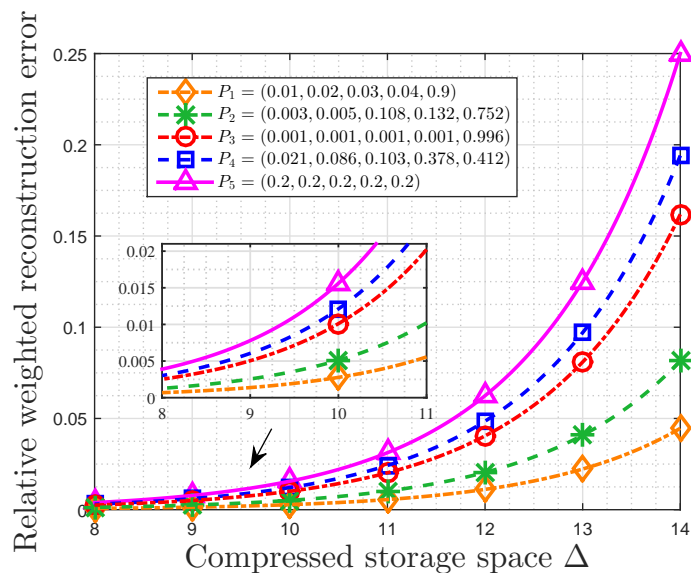 Relative weighted reconstruction error
0.25
0.2
0.15
0.1
0.05
0
P1 = (0.01, 0.02, 0.03, 0.04, 0.9)
P2 = (0.003, 0.005, 0.108, 0.132, 0.752)
P3 = (0.001, 0.001, 0.001, 0.001, 0.996)
P4 = (0.021, 0.086, 0.103, 0.378, 0.412)
P5 = (0.2, 0.2, 0.2, 0.2, 0.2)
0.02
0.015
0.01
0.005
0
8 9 10 11
8 9 10 11 12 13 14
Compressed storage space Δ